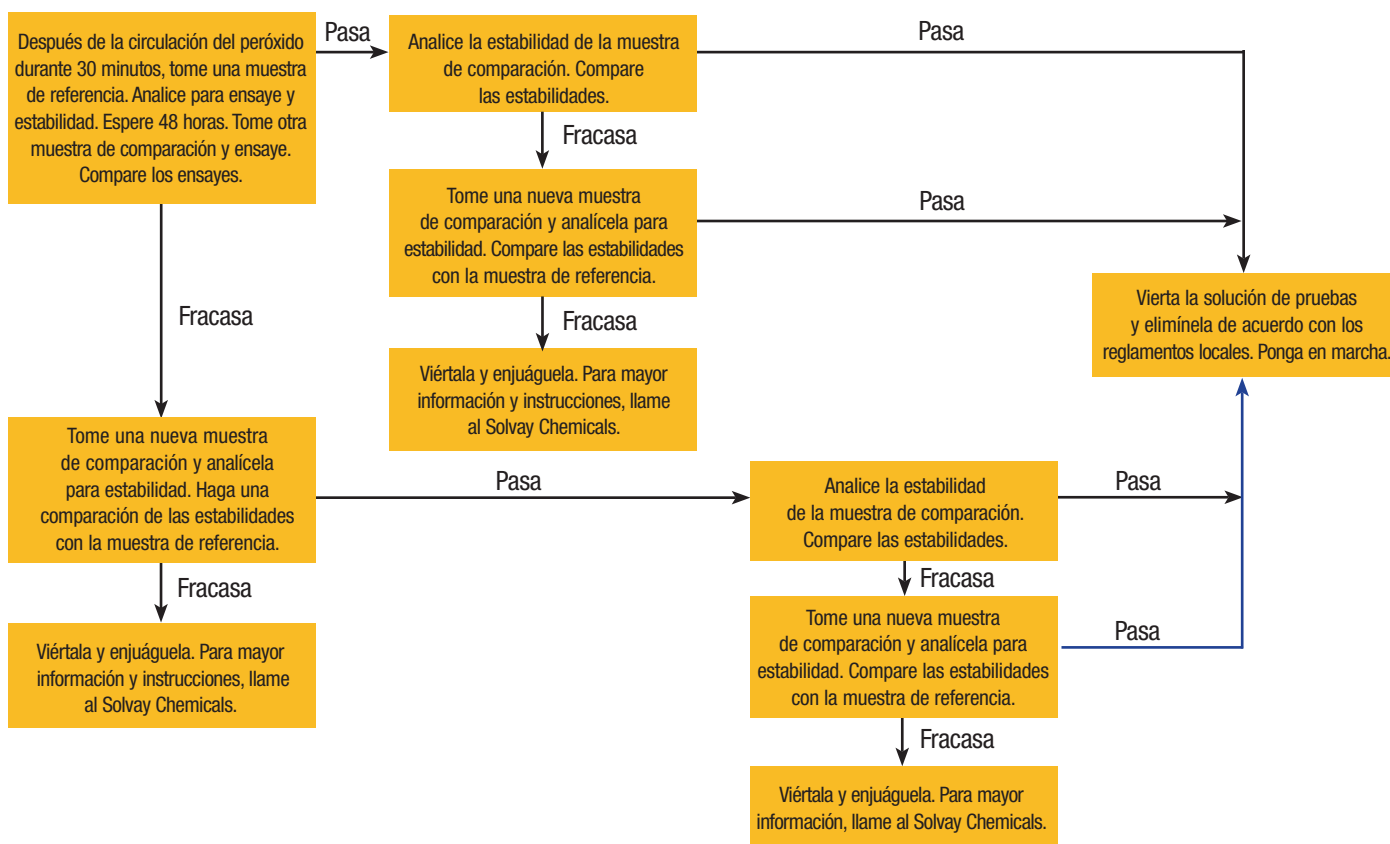 Después de la circulación del peróxido
durante 30 minutos, tome una muestra
de referencia. Analice para ensaye y
estabilidad. Espere 48 horas. Tome otra
muestra de comparación y ensaye.
Compare los ensayes.
Pasa
Analice la estabilidad de la muestra
de comparación. Compare
las estabilidades.
Pasa
Fracasa
Tome una nueva muestra
de comparación y analícela para
estabilidad. Compare las estabilidades
con la muestra de referencia.
Pasa
Fracasa
Viértala y enjuáguela. Para mayor
información y instrucciones, llame
al Solvay Chemicals.
Vierta la solución de pruebas
y elimínela de acuerdo con los
reglamentos locales. Ponga en marcha.
Fracasa
Tome una nueva muestra
de comparación y analícela
para estabilidad. Haga una
comparación de las estabilidades
con la muestra de referencia.
Pasa
Analice la estabilidad
de la muestra de comparación.
Compare las estabilidades.
Pasa
Fracasa
Viértala y enjuáguela. Para mayor
información y instrucciones, llame
al Solvay Chemicals.
Fracasa
Tome una nueva muestra
de comparación y analícela para
estabilidad. Compare las estabilidades
con la muestra de referencia.
Pasa
Fracasa
Viértala y enjuáguela. Para mayor
información, llame al Solvay Chemicals.